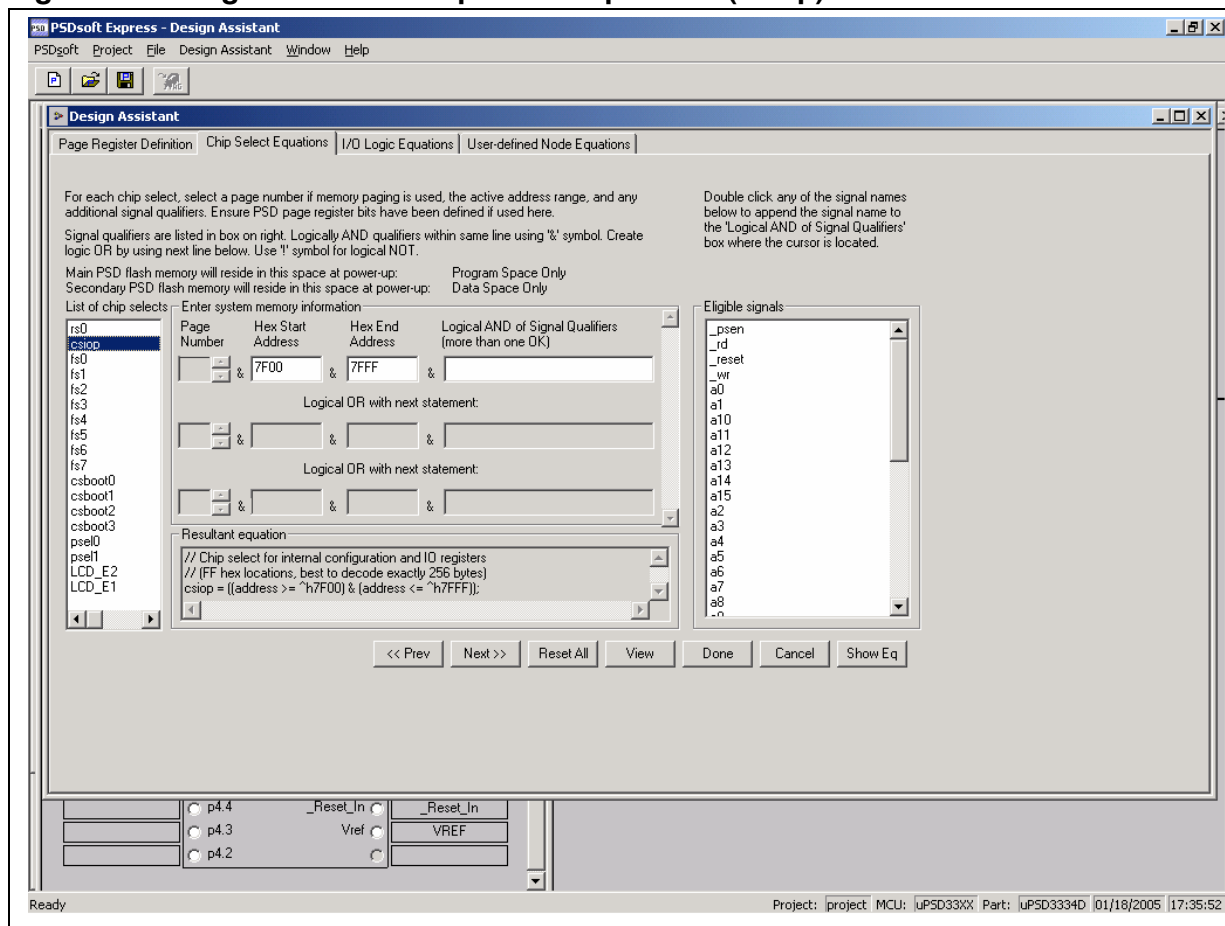 PSDsoft Express - Design Assistant
PSDsoft Project File Design Assistant Window Help
Design Assistant
Page Register Definition Chip Select Equations I/O Logic Equations User-defined Node Equations
For each chip select, select a page number if memory paging is used, the active address range, and any
additional signal qualifiers. Ensure PSD page register bits have been defined if used here.
Signal qualifiers are listed in box on right. Logically AND qualifiers within same line using '&' symbol. Create
logic OR by using next line below. Use '!' symbol for logical NOT.
Main PSD flash memory will reside in this space at power-up: Program Space Only
Secondary PSD flash memory will reside in this space at power-up: Data Space Only
Double click any of the signal names
below to append the signal name to
the 'Logical AND of Signal Qualifiers'
box where the cursor is located.
List of chip selects
rs0
csiop
fs0
fs1
fs2
fs3
fs4
fs5
fs6
fs7
csboot0
csboot1
csboot2
csboot3
psel0
psel1
LCD_E2
LCD_E1
Enter system memory information
Page Number
Hex Start Address
Hex End Address
Logical AND of Signal Qualifiers
(more than one OK)
& 7F00 & 7FFF &
Logical OR with next statement:
& & &
Logical OR with next statement:
& & &
Resultant equation
// Chip select for internal configuration and IO registers
// (FF hex locations, best to decode exactly 256 bytes)
csiop = ((address >= ^h7F00) & (address <= ^h7FFF));
Eligible signals
_psen
_rd
_reset
_wr
a0
a1
a10
a11
a12
a13
a14
a15
a2
a3
a4
a5
a6
a7
a8
<< Prev Next >> Reset All View Done Cancel Show Eq
p4.4 _Reset_In _Reset_In
p4.3 Vref VREF
p4.2
Ready Project: project MCU: uPSD33XX Part: uPSD3334D 01/18/2005 17:35:52